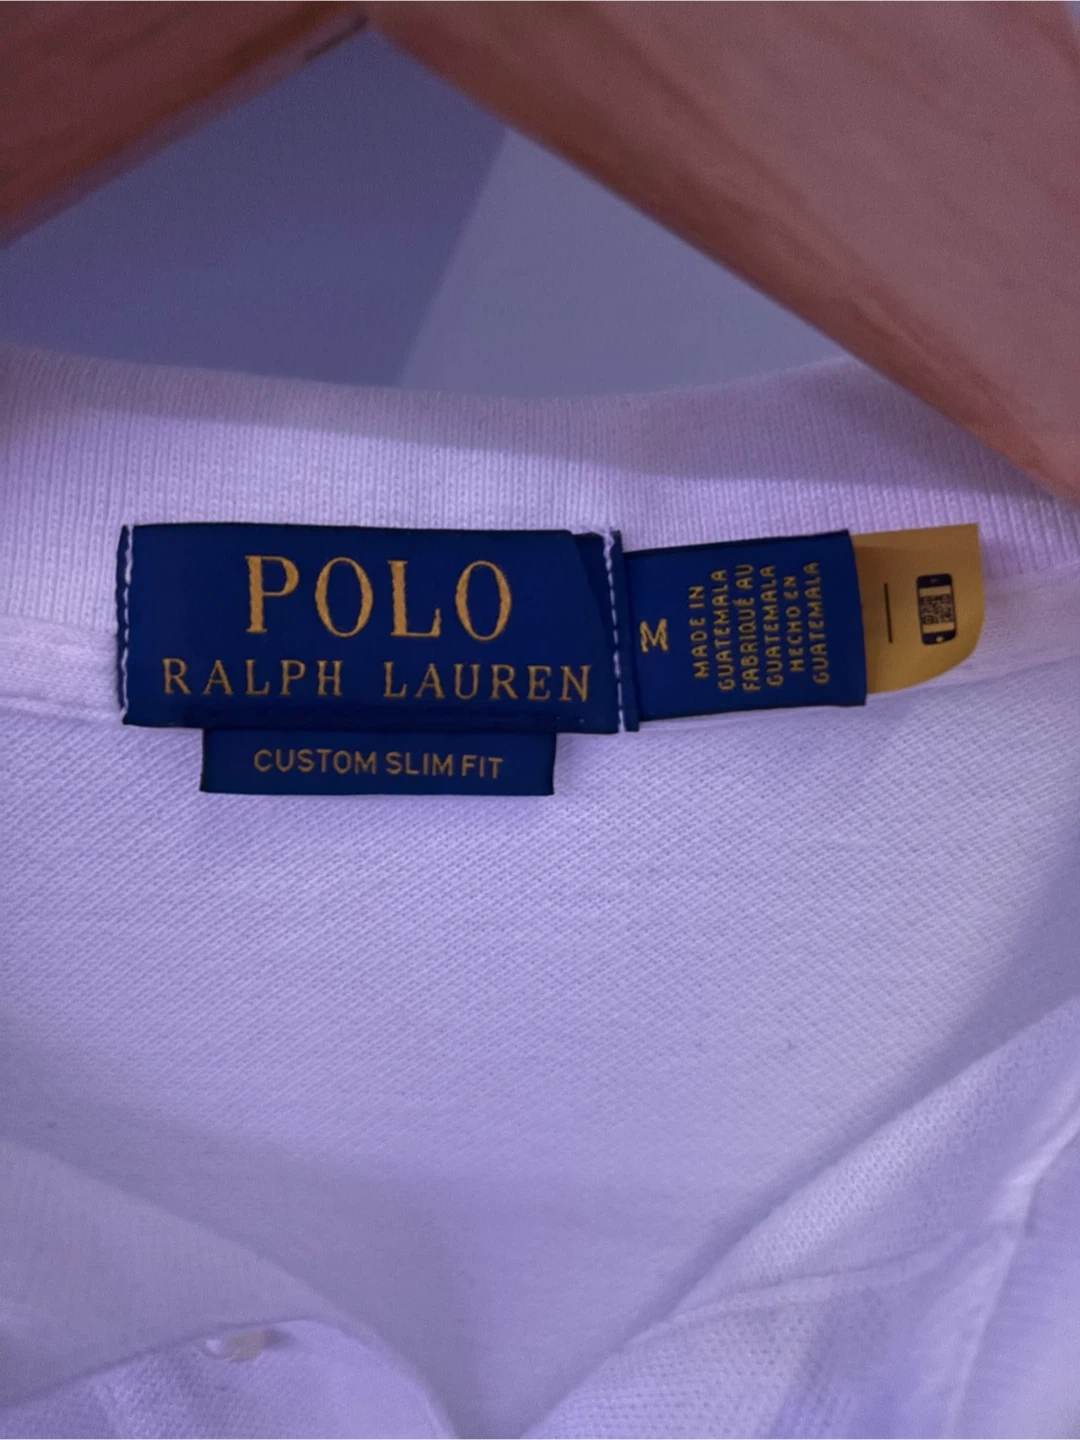 POLO
RALPH LAUREN
CUSTOM SLIM FIT
M
MADE IN
GUATEMALA
FABRIQUÉ AU
GUATEMALA
HECHO EN
GUATEMALA